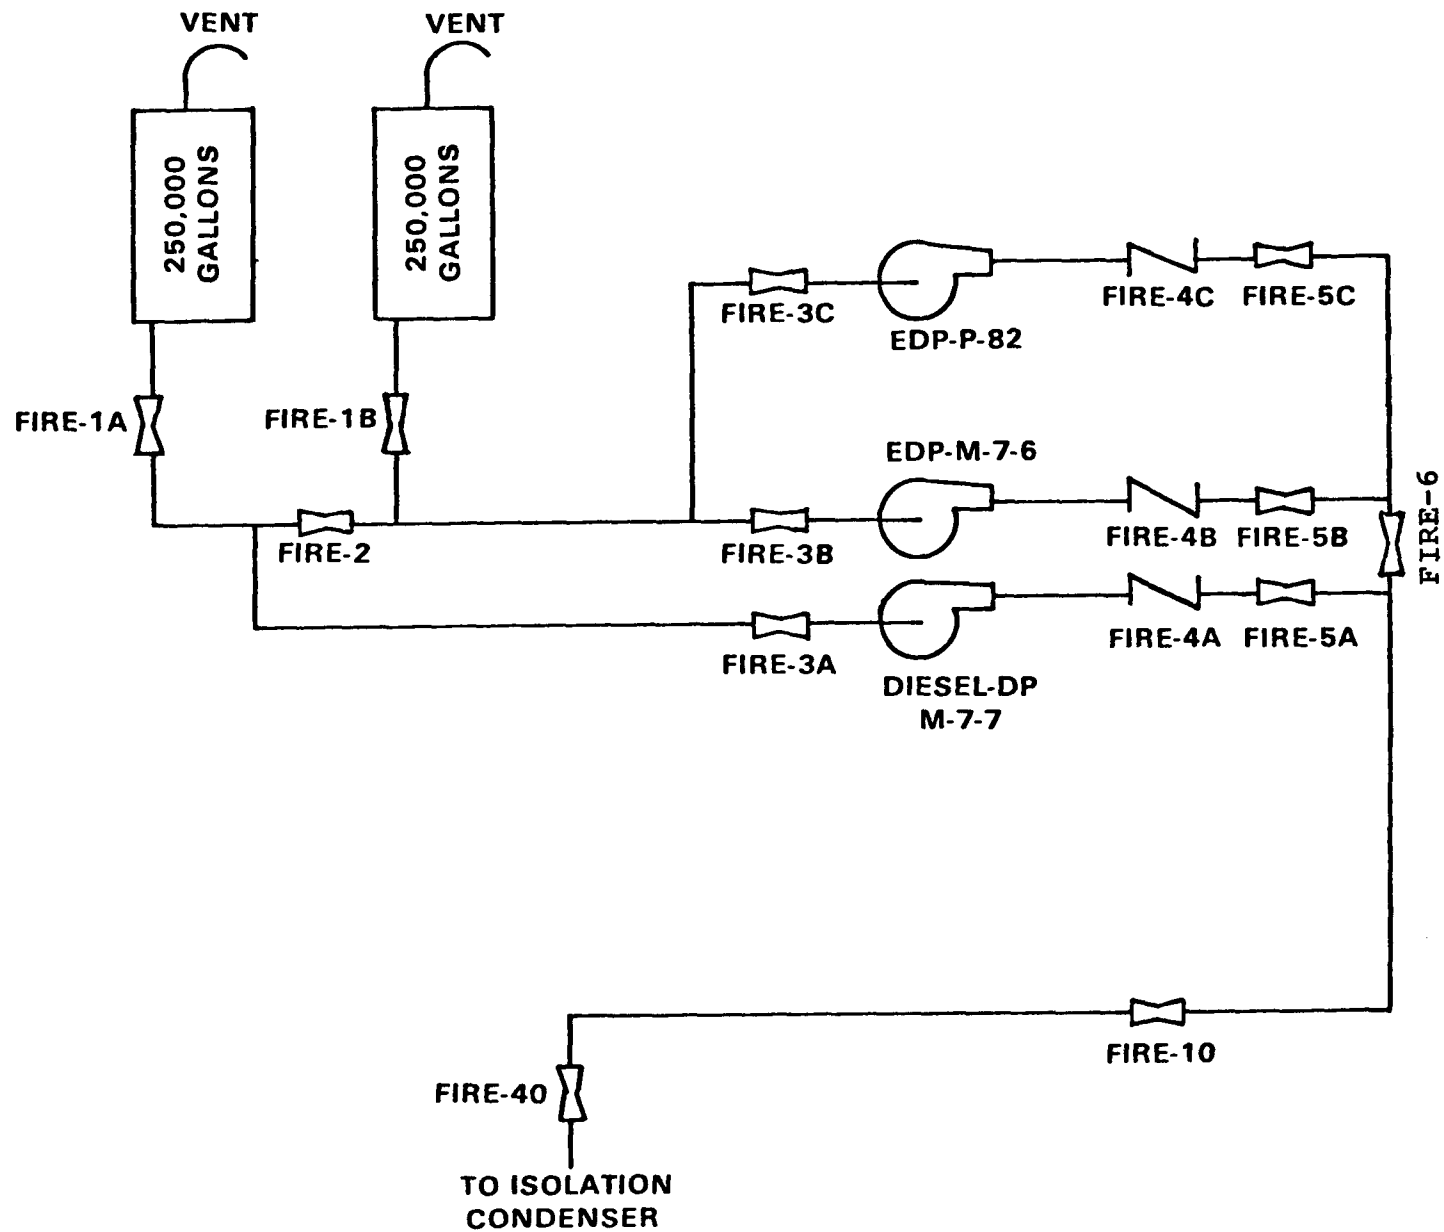 VENT
VENT
250,000
GALLONS
250,000
GALLONS
FIRE-3C
EDP-P-82
FIRE-4C
FIRE-5C
FIRE-1A
FIRE-1B
EDP-M-7-6
FIRE-2
FIRE-3B
FIRE-4B
FIRE-5B
FIRE-6
FIRE-3A
DIESEL-DP
M-7-7
FIRE-4A
FIRE-5A
FIRE-10
FIRE-40
TO ISOLATION
CONDENSER